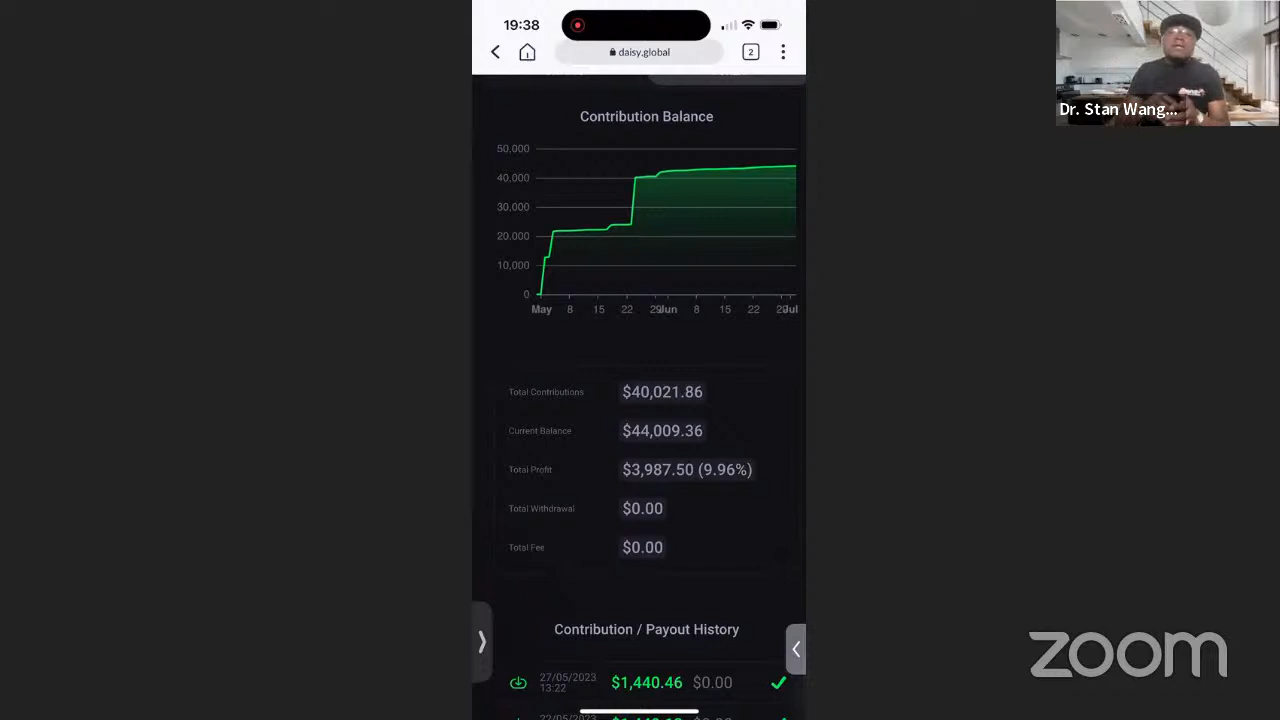 19:38
daisy.global
2
Dr. Stan Wang...
Contribution Balance
50,000
40,000
30,000
20,000
10,000
0
May 8 15 22 29 Jun 8 15 22 Jul
Total Contributions $40,021.86
Current Balance $44,009.36
Total Profit $3,987.50 (9.96%)
Total Withdrawal $0.00
Total Fee $0.00
Contribution / Payout History
27/05/2023
13:22
$1,440.46 $0.00
zoom